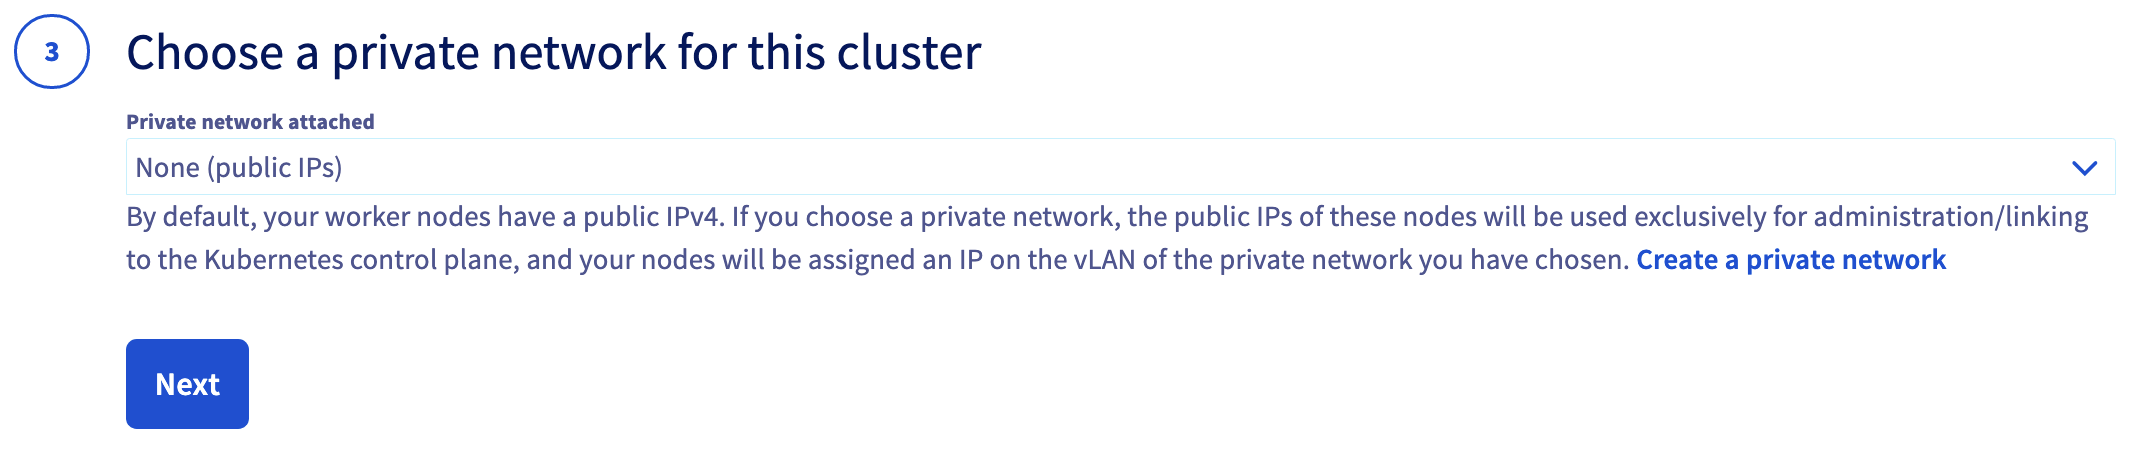 3
Choose a private network for this cluster
Private network attached
None (public IPs)
By default, your worker nodes have a public IPv4. If you choose a private network, the public IPs of these nodes will be used exclusively for administration/linking
to the Kubernetes control plane, and your nodes will be assigned an IP on the vLAN of the private network you have chosen. Create a private network
Next